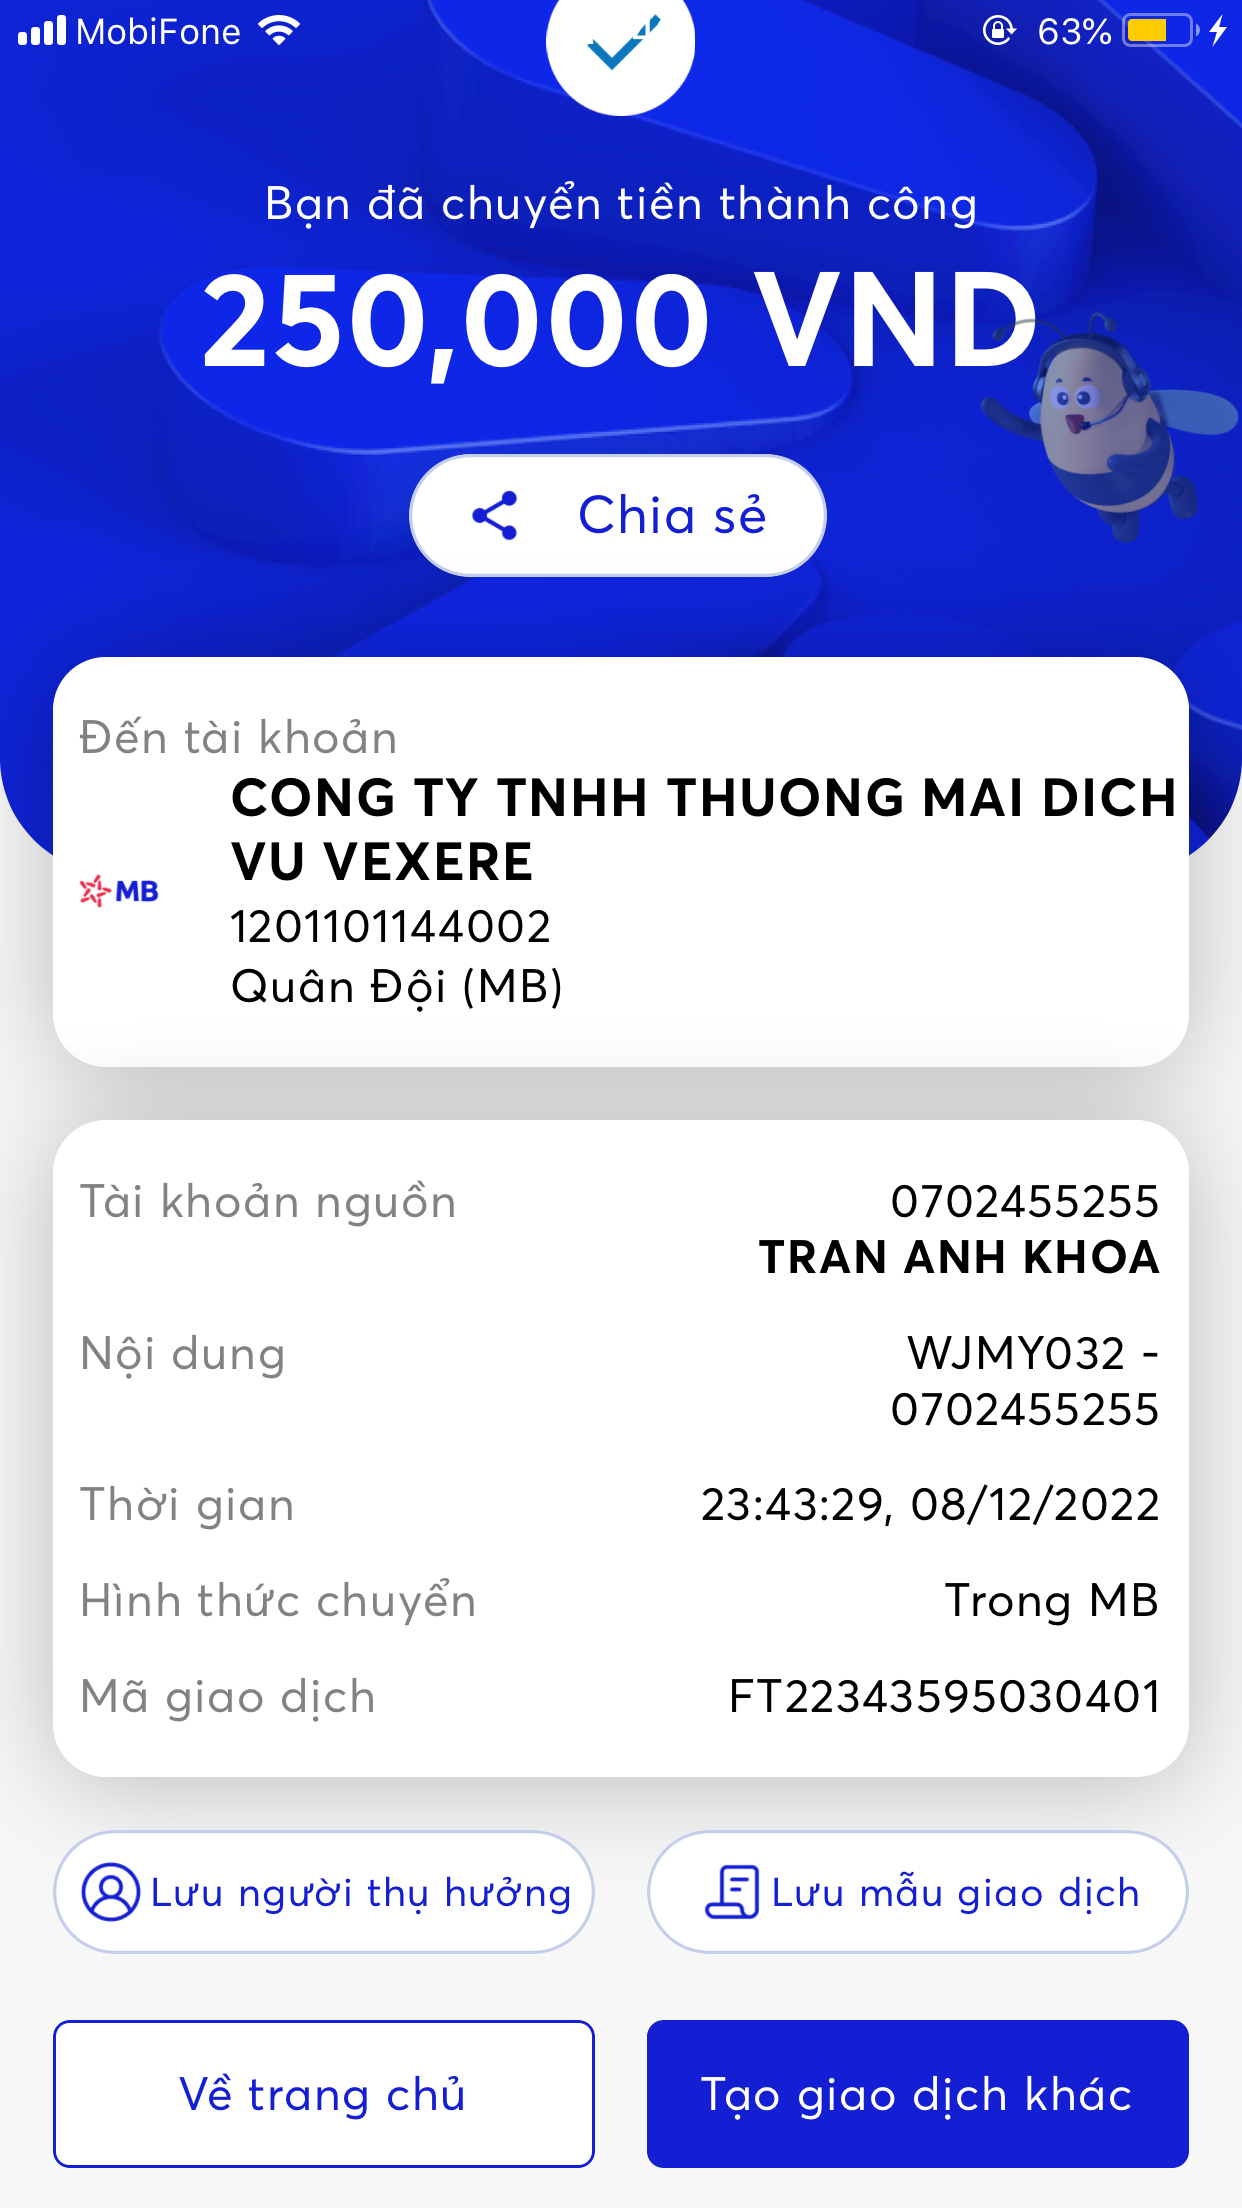 MobiFone
63%
Bạn đã chuyển tiền thành công
250,000 VND
Chia sẻ
Đến tài khoản
CONG TY TNHH THUONG MAI DICH
VU VEXERE
MB
1201101144002
Quân Đội (MB)
Tài khoản nguồn
0702455255
TRAN ANH KHOA
Nội dung
WJMY032 -
0702455255
Thời gian
23:43:29, 08/12/2022
Hình thức chuyển
Trong MB
Mã giao dịch
FT22343595030401
Lưu người thụ hưởng
Lưu mẫu giao dịch
Về trang chủ
Tạo giao dịch khác